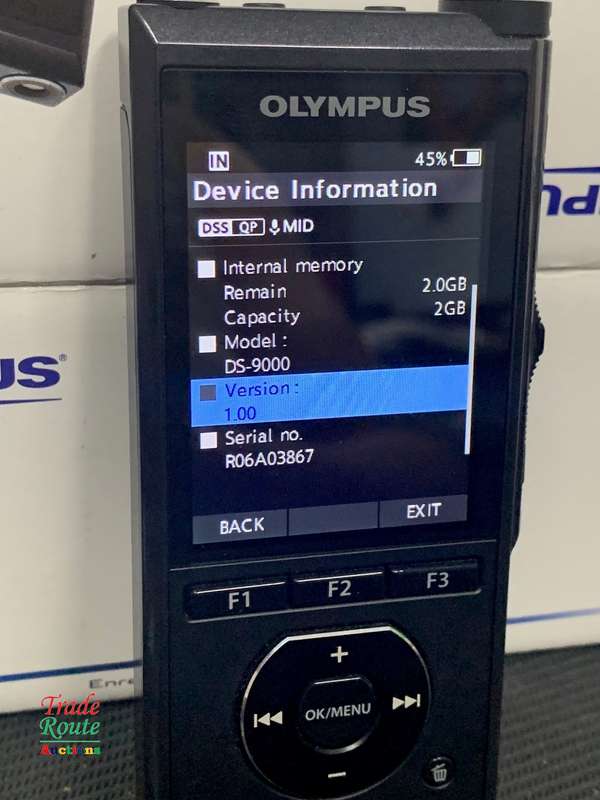 OLYMPUS
IN 45%
Device Information
DSS QP MID
Internal memory
Remain 2.0GB
Capacity 2GB
Model :
DS-9000
Version :
1.00
Serial no.
R06A03867
BACK EXIT
F1 F2 F3
+
OK/MENU
−
Trade
Route
Auctions